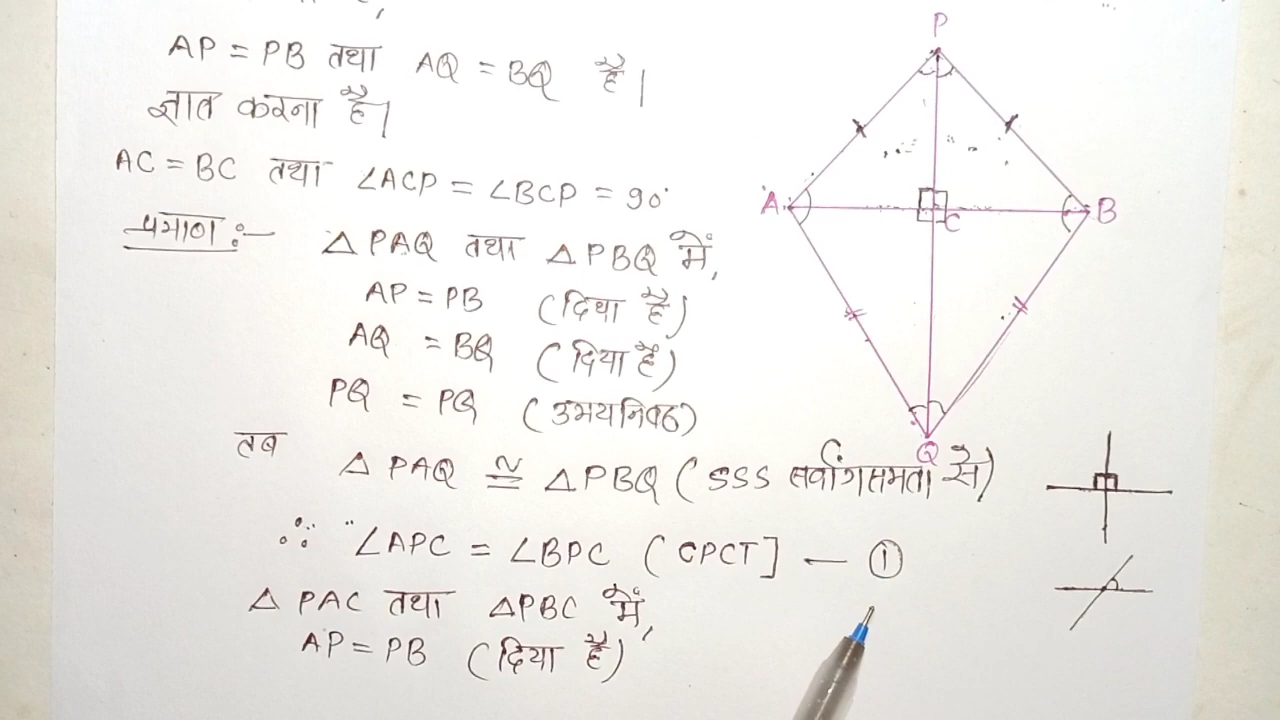 AP = PB तथा AQ = BQ है।
ज्ञात करना है।
AC = BC तथा ∠ACP = ∠BCP = 90°
प्रमाण :-
△ PAQ तथा △ PBQ में,
AP = PB (दिया है)
AQ = BQ (दिया है)
PQ = PQ (उभयनिष्ठ)
तब
△ PAQ ≅ △ PBQ ( SSS सर्वांगसमता से)
∴ ∠APC = ∠BPC ( CPCT ] — ①
△ PAC तथा △PBC में,
AP = PB (दिया है)
P
A
B
C
Q